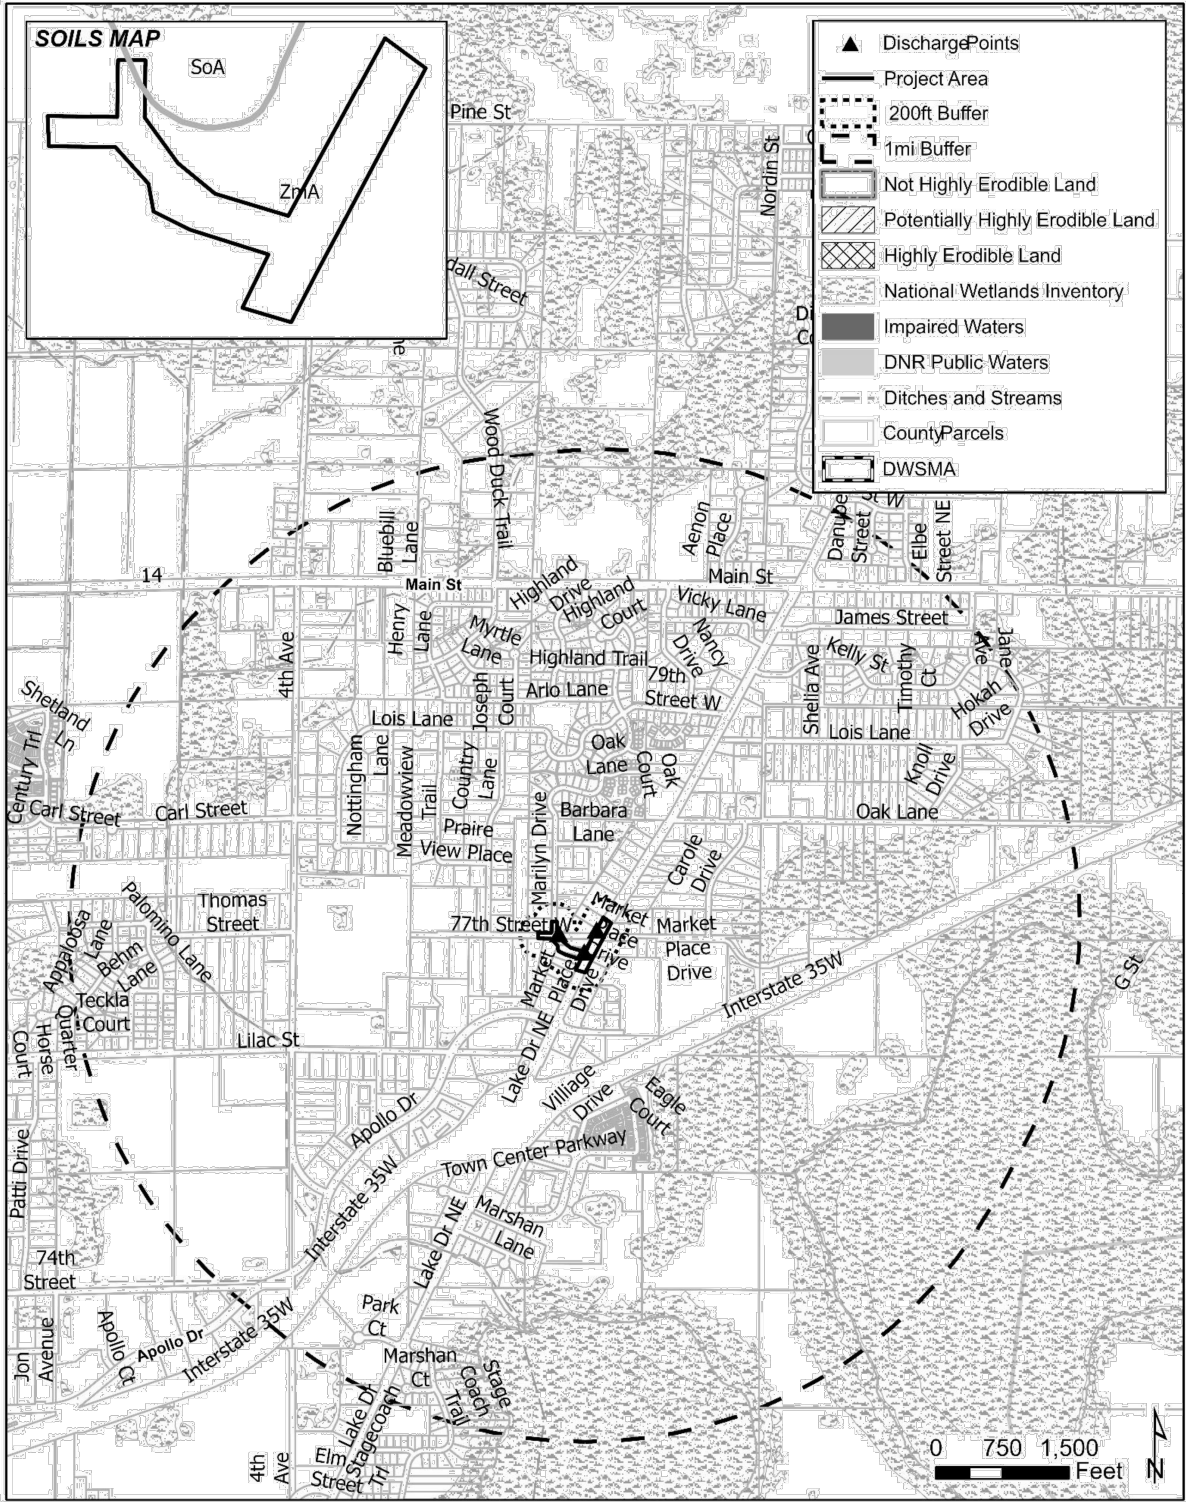 SOILS MAP
SoA
ZmA
Discharge Points
Project Area
200ft Buffer
1mi Buffer
Not Highly Erodible Land
Potentially Highly Erodible Land
Highly Erodible Land
National Wetlands Inventory
Impaired Waters
DNR Public Waters
Ditches and Streams
County Parcels
DWSMA
Pine St
Nordin St
dall Street
Wood Duck Trail
St W
Danube
Street
Elbe
Street NE
Aenon
Place
Bluebill
Lane
14
Main St
Main St
Highland
Drive
Highland
Court
Vicky Lane
James Street
Henry
Lane
Myrtle
Lane
Nancy
Drive
Kelly St
Jane
Ave
4th Ave
Highland Trail
79th
Street W
Shelia Ave
Timothy
Ct
Hokah
Drive
Arlo Lane
Joseph
Court
Shetland
Ln
Lois Lane
Lois Lane
Century Trl
Nottingham
Lane
Meadowview
Trail
Country
Lane
Oak
Lane
Oak
Court
Knoll
Drive
Carl Street
Carl Street
Barbara
Lane
Oak Lane
Praire
View Place
Marilyn Drive
Carole
Drive
Palomino Lane
Thomas
Street
77th Street W
Market
Place
Drive
Market
Place
Drive
Appaloosa
Lane
Behm
Lane
Market
Place
Drive
Interstate 35W
G St
Teckla
Court
Quarter
Horse
Court
Lilac St
Lake Dr NE
Villiage
Drive
Eagle
Court
Apollo Dr
Town Center Parkway
Patti Drive
Interstate 35W
Marshan
Lane
Lake Dr NE
74th
Street
Park
Ct
Apollo Ct
Apollo Dr
Interstate 35W
Jon
Avenue
Marshan
Ct
Stage
Coach
Trail
Lake Dr
Stagecoach
Trl
Elm
Street
4th
Ave
0 750 1,500
Feet
N